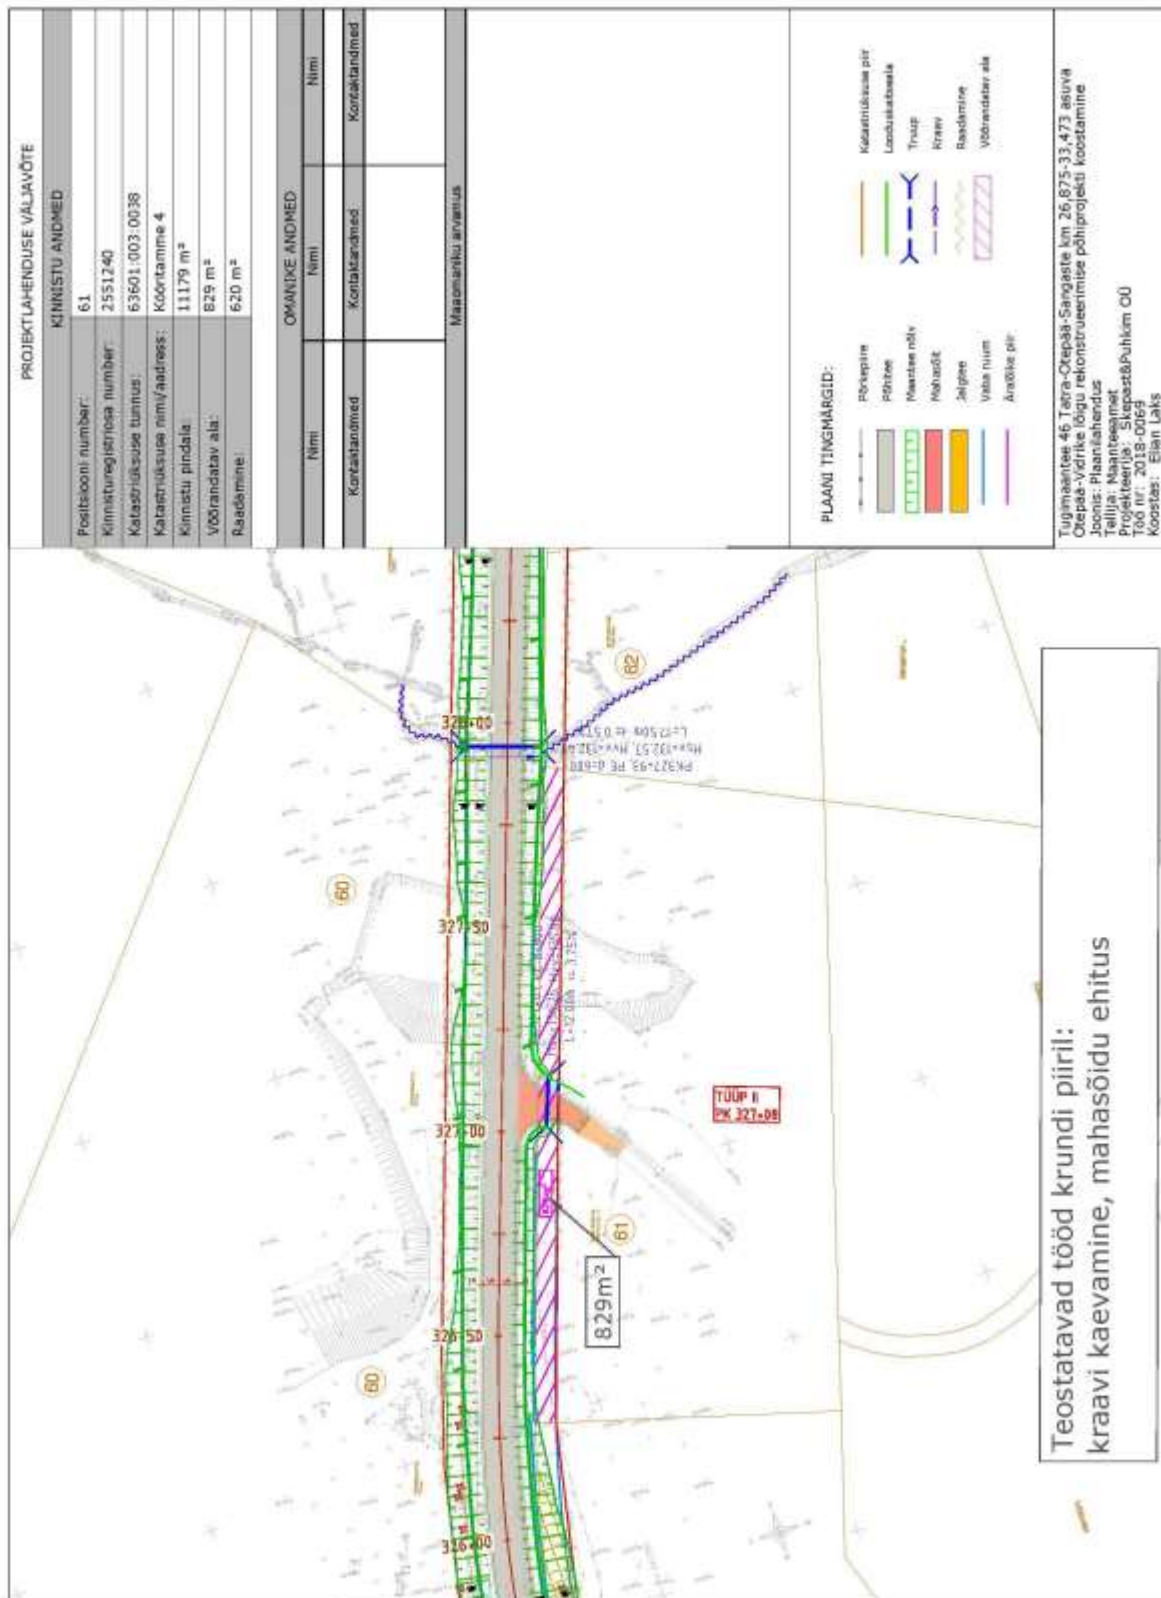 PROJEKTLAHENDUSE VÄLJAVÕTE
KINNISTU ANDMED
Positsiooni number: 61
Kinnisturegistriosa number: 2551240
Katastriüksuse tunnus: 63601:003:0038
Katastriüksuse nimi/aadress: Kööritamme 4
Kinnistu pindala: 11179 m²
Võõrandatav ala: 829 m²
Raadamine: 620 m²
OMANIKE ANDMED
Nimi Nimi Nimi
Kontaktandmed Kontaktandmed Kontaktandmed
Maaomaniku arvamus
PLAANI TINGMÄRGID:
Põrkepiire
Põhitee
Maantee nõlv
Mahasõit
Jalgtee
Vaba ruum
Äralõike piir
Katastriüksuse piir
Looduskaitseala
Truup
Kraav
Raadamine
Võõrandatav ala
Tugimaantee 46 Tatra-Otepää-Sangaste km 26,875-33,473 asuva
Otepää-Vidrike lõigu rekonstrueerimise põhiprojekti koostamine
Joonis: Plaanilahendus
Tellija: Maanteeamet
Projekteerija: Skepast&Puhkim OÜ
Töö nr: 2018-0069
Koostas: Elian Laks
326+00
326+50
327+00
327+50
328+00
60
60
61
62
829m²
TÜÜP II
PK 327+08
Teostatavad tööd krundi piiril:
kraavi kaevamine, mahasõidu ehitus